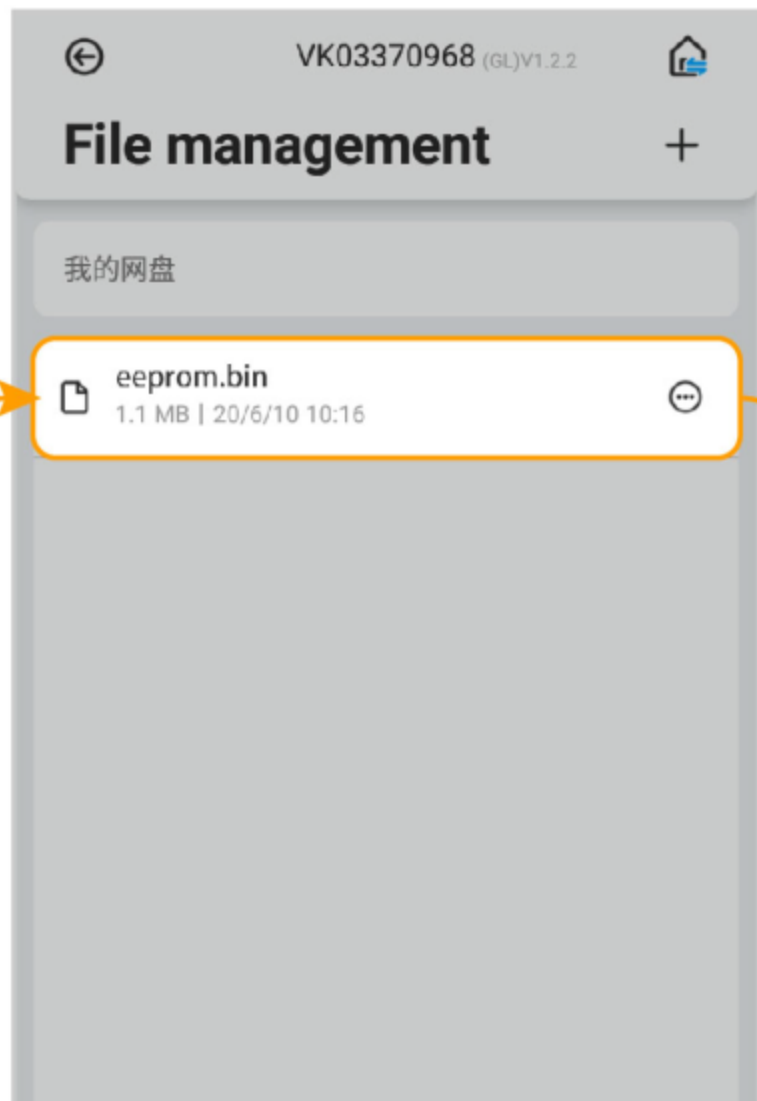 VK03370968 (GL)V1.2.2
File management
我的网盘
eeprom.bin
1.1 MB | 20/6/10 10:16